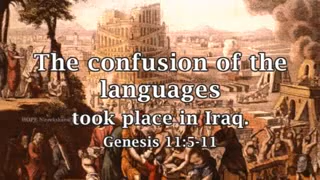 The confusion of the
languages
took place in Iraq.
Genesis 11:5-11